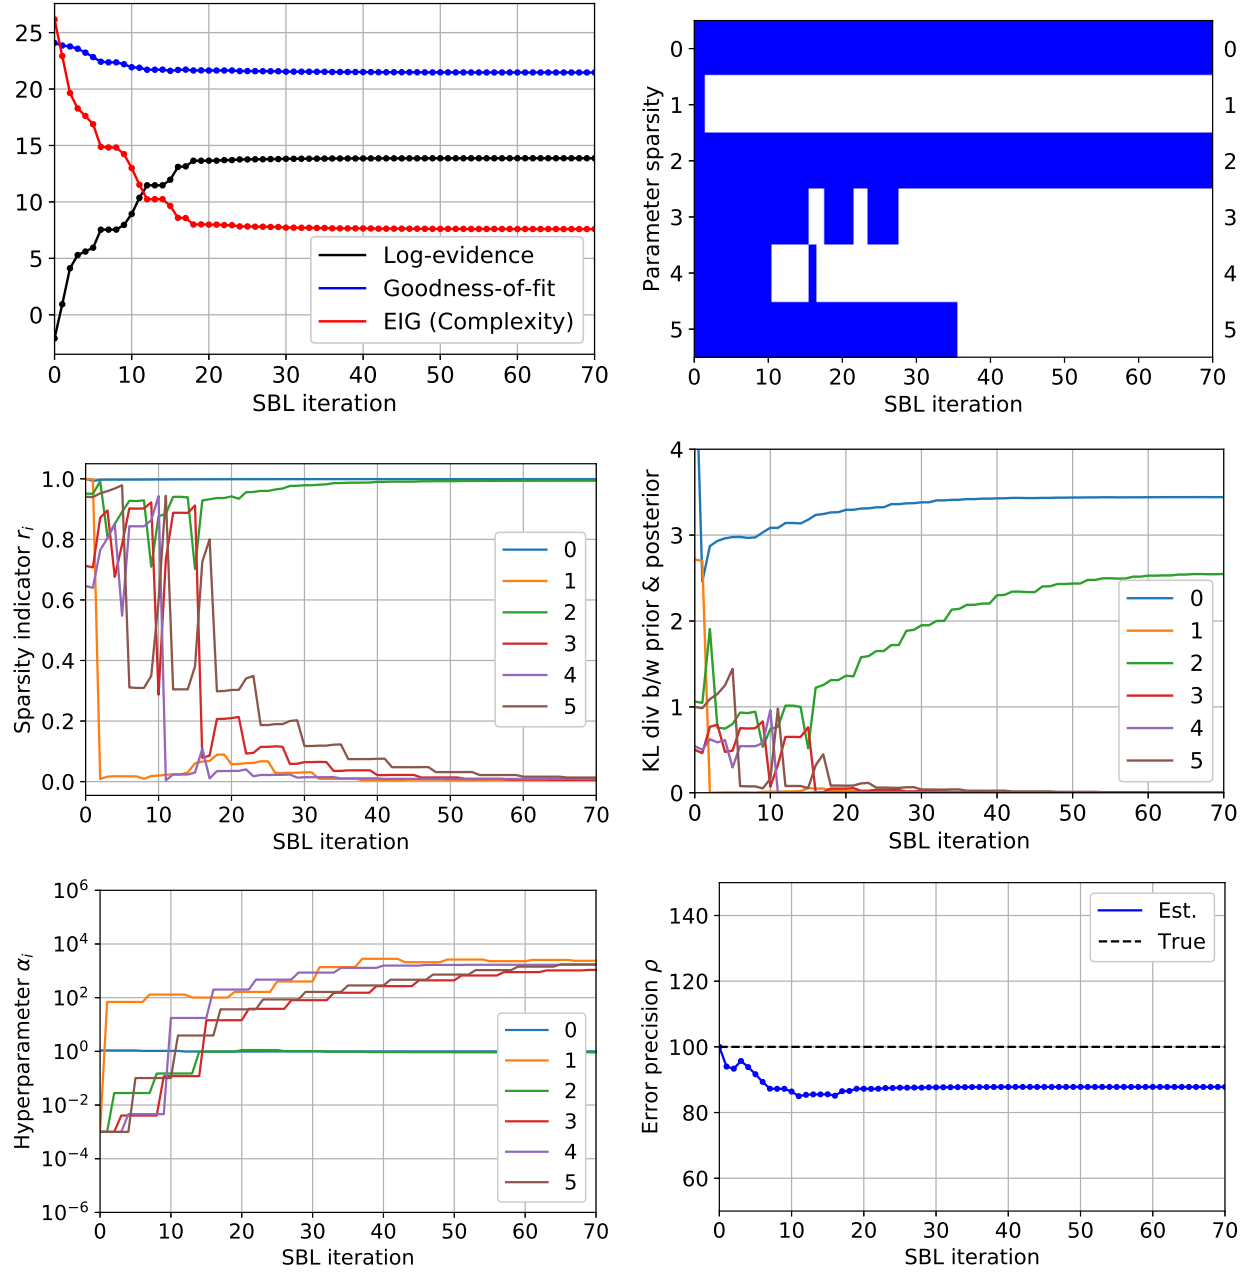 25
20
15
10
5
0
Log-evidence
Goodness-of-fit
EIG (Complexity)
0 10 20 30 40 50 60 70
SBL iteration
Parameter sparsity
0 0
1 1
2 2
3 3
4 4
5 5
0 10 20 30 40 50 60 70
SBL iteration
Sparsity indicator r_i
1.0
0.8
0.6
0.4
0.2
0.0
0
1
2
3
4
5
0 10 20 30 40 50 60 70
SBL iteration
KL div b/w prior & posterior
4
3
2
1
0
0
1
2
3
4
5
0 10 20 30 40 50 60 70
SBL iteration
Hyperparameter α_i
10^6
10^4
10^2
10^0
10^−2
10^−4
10^−6
0
1
2
3
4
5
0 10 20 30 40 50 60 70
SBL iteration
Error precision ρ
140
120
100
80
60
Est.
True
0 10 20 30 40 50 60 70
SBL iteration